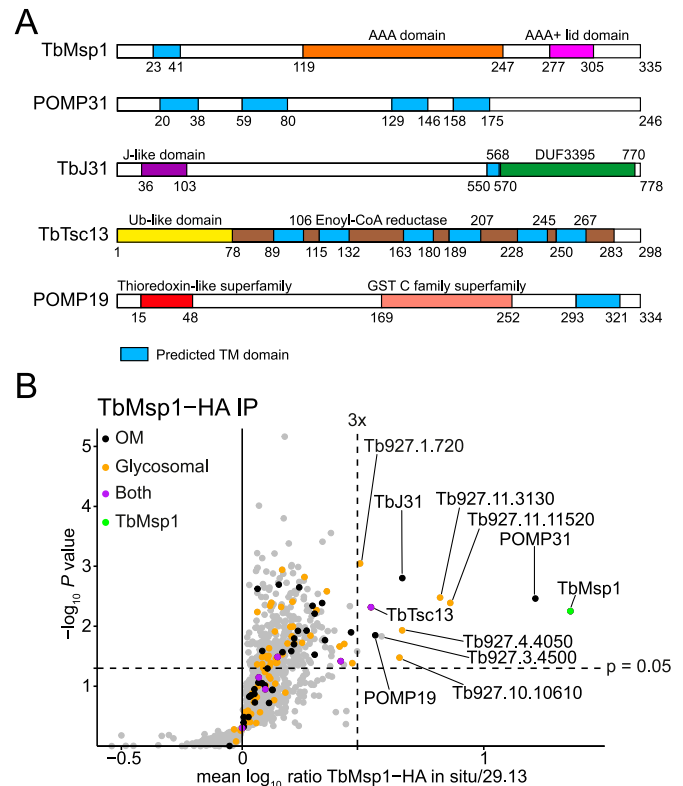 A
TbMsp1
AAA domain
AAA+ lid domain
23 41 119 247 277 305 335
POMP31
20 38 59 80 129 146 158 175 246
TbJ31
J-like domain
568
DUF3395
770
36 103 550 570 778
TbTsc13
Ub-like domain
106 Enoyl-CoA reductase
207 245 267
1 78 89 115 132 163 180 189 228 250 283 298
POMP19
Thioredoxin-like superfamily
GST C family superfamily
15 48 169 252 293 321 334
Predicted TM domain
B
TbMsp1−HA IP
3x
OM
Glycosomal
Both
TbMsp1
Tb927.1.720
TbJ31
Tb927.11.3130
Tb927.11.11520
POMP31
TbMsp1
TbTsc13
Tb927.4.4050
Tb927.3.4500
POMP19
Tb927.10.10610
p = 0.05
−log10 P value
5
4
3
2
1
−0.5 0 1
mean log10 ratio TbMsp1−HA in situ/29.13